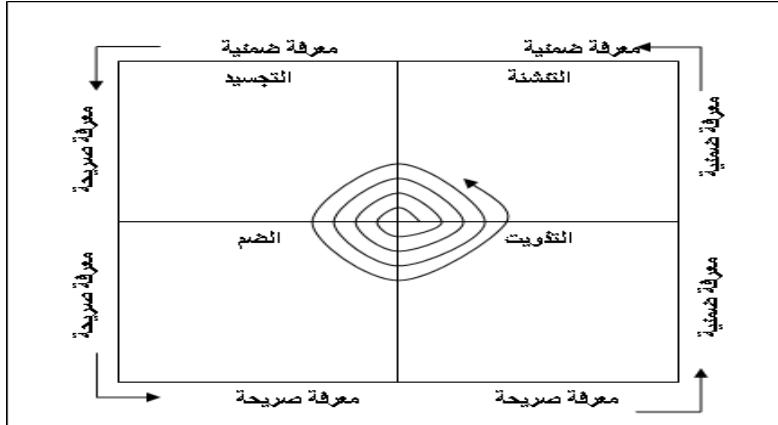 معرفة ضمنية
معرفة ضمنية
التنشئة
التجسيد
معرفة ضمنية
معرفة صريحة
التذويت
الضم
معرفة ضمنية
معرفة صريحة
معرفة صريحة
معرفة صريحة